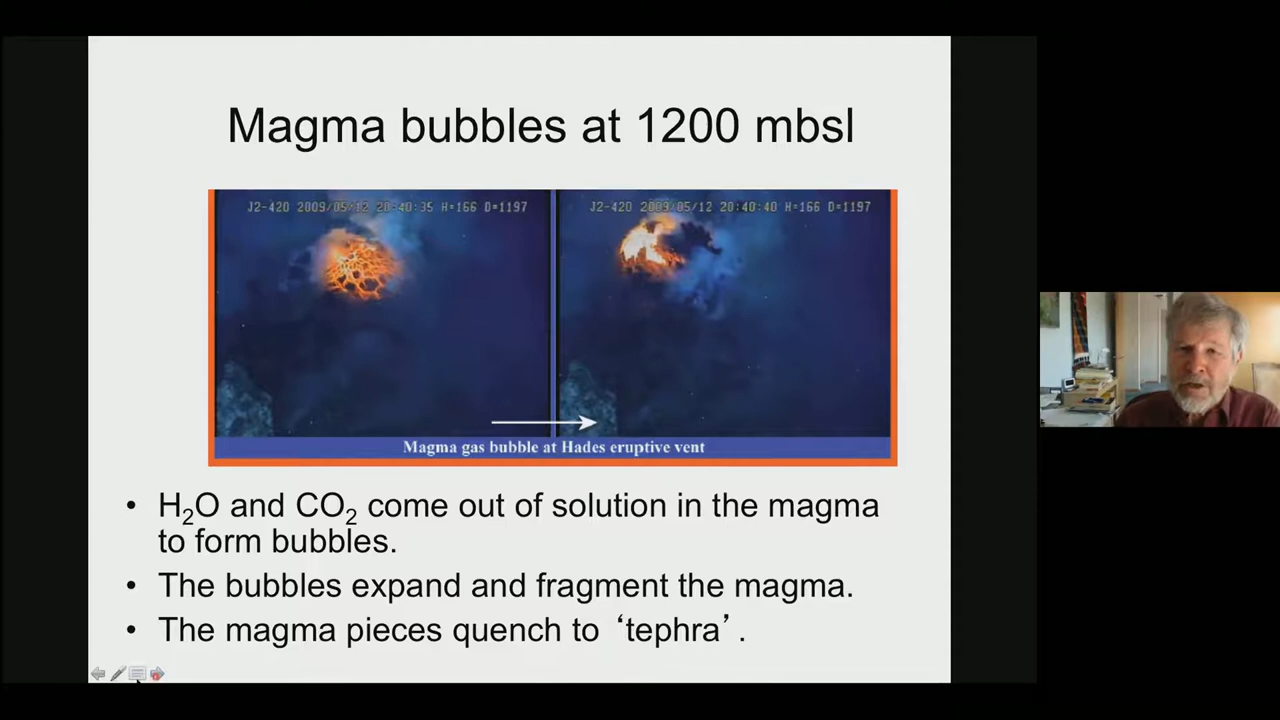 Magma bubbles at 1200 mbsl
J2-420 2009/05/12 20:40:35 H=166 D=1197
J2-420 2009/05/12 20:40:40 H=166 D=1197
Magma gas bubble at Hades eruptive vent
• H₂O and CO₂ come out of solution in the magma
to form bubbles.
• The bubbles expand and fragment the magma.
• The magma pieces quench to ‘tephra’.